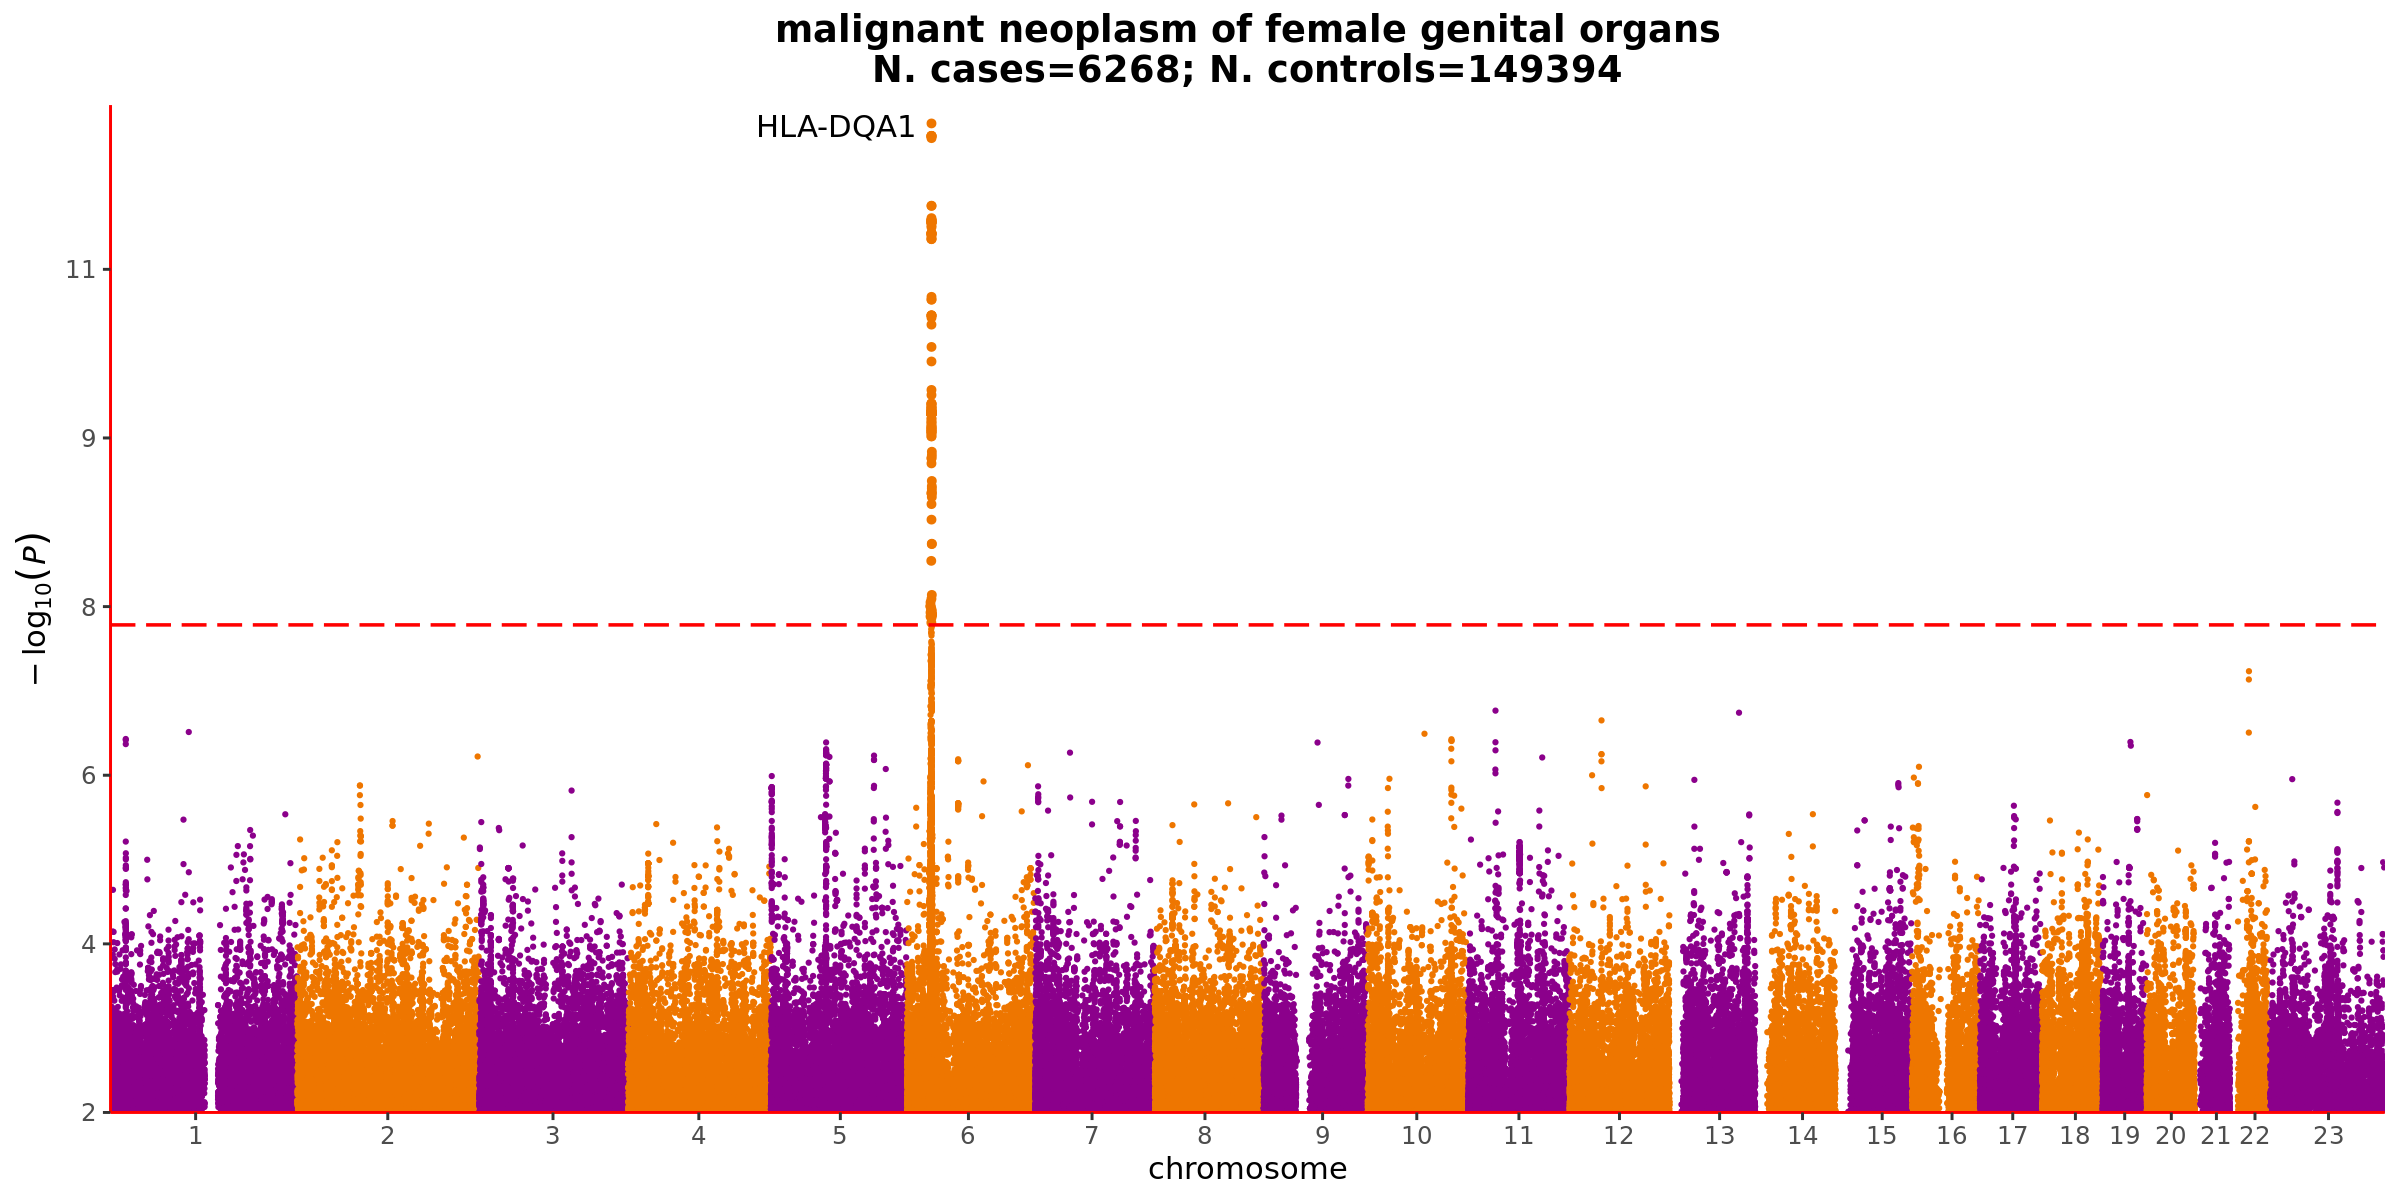 malignant neoplasm of female genital organs
N. cases=6268; N. controls=149394
HLA-DQA1
11
9
8
6
4
2
− log₁₀(P)
1 2 3 4 5 6 7 8 9 10 11 12 13 14 15 16 17 18 19 20 21 22 23
chromosome